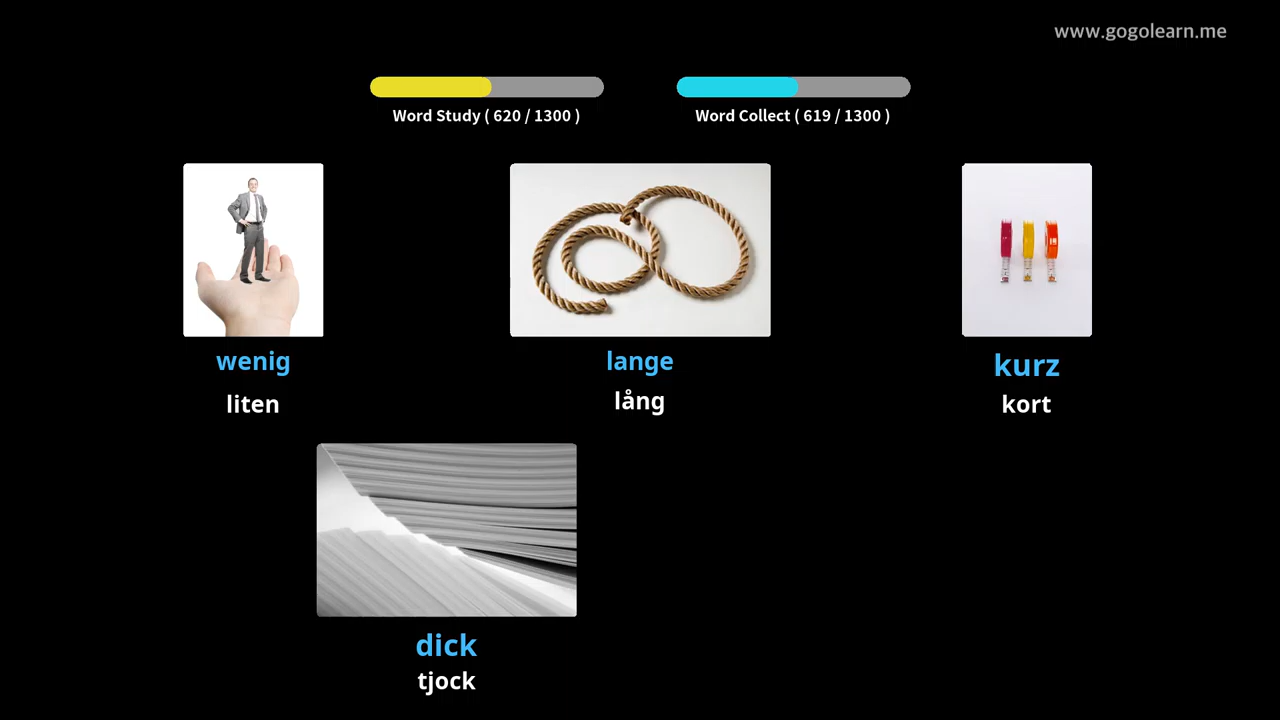 www.gogolearn.me
Word Study ( 620 / 1300 )
Word Collect ( 619 / 1300 )
wenig
lange
kurz
liten
lång
kort
dick
tjock